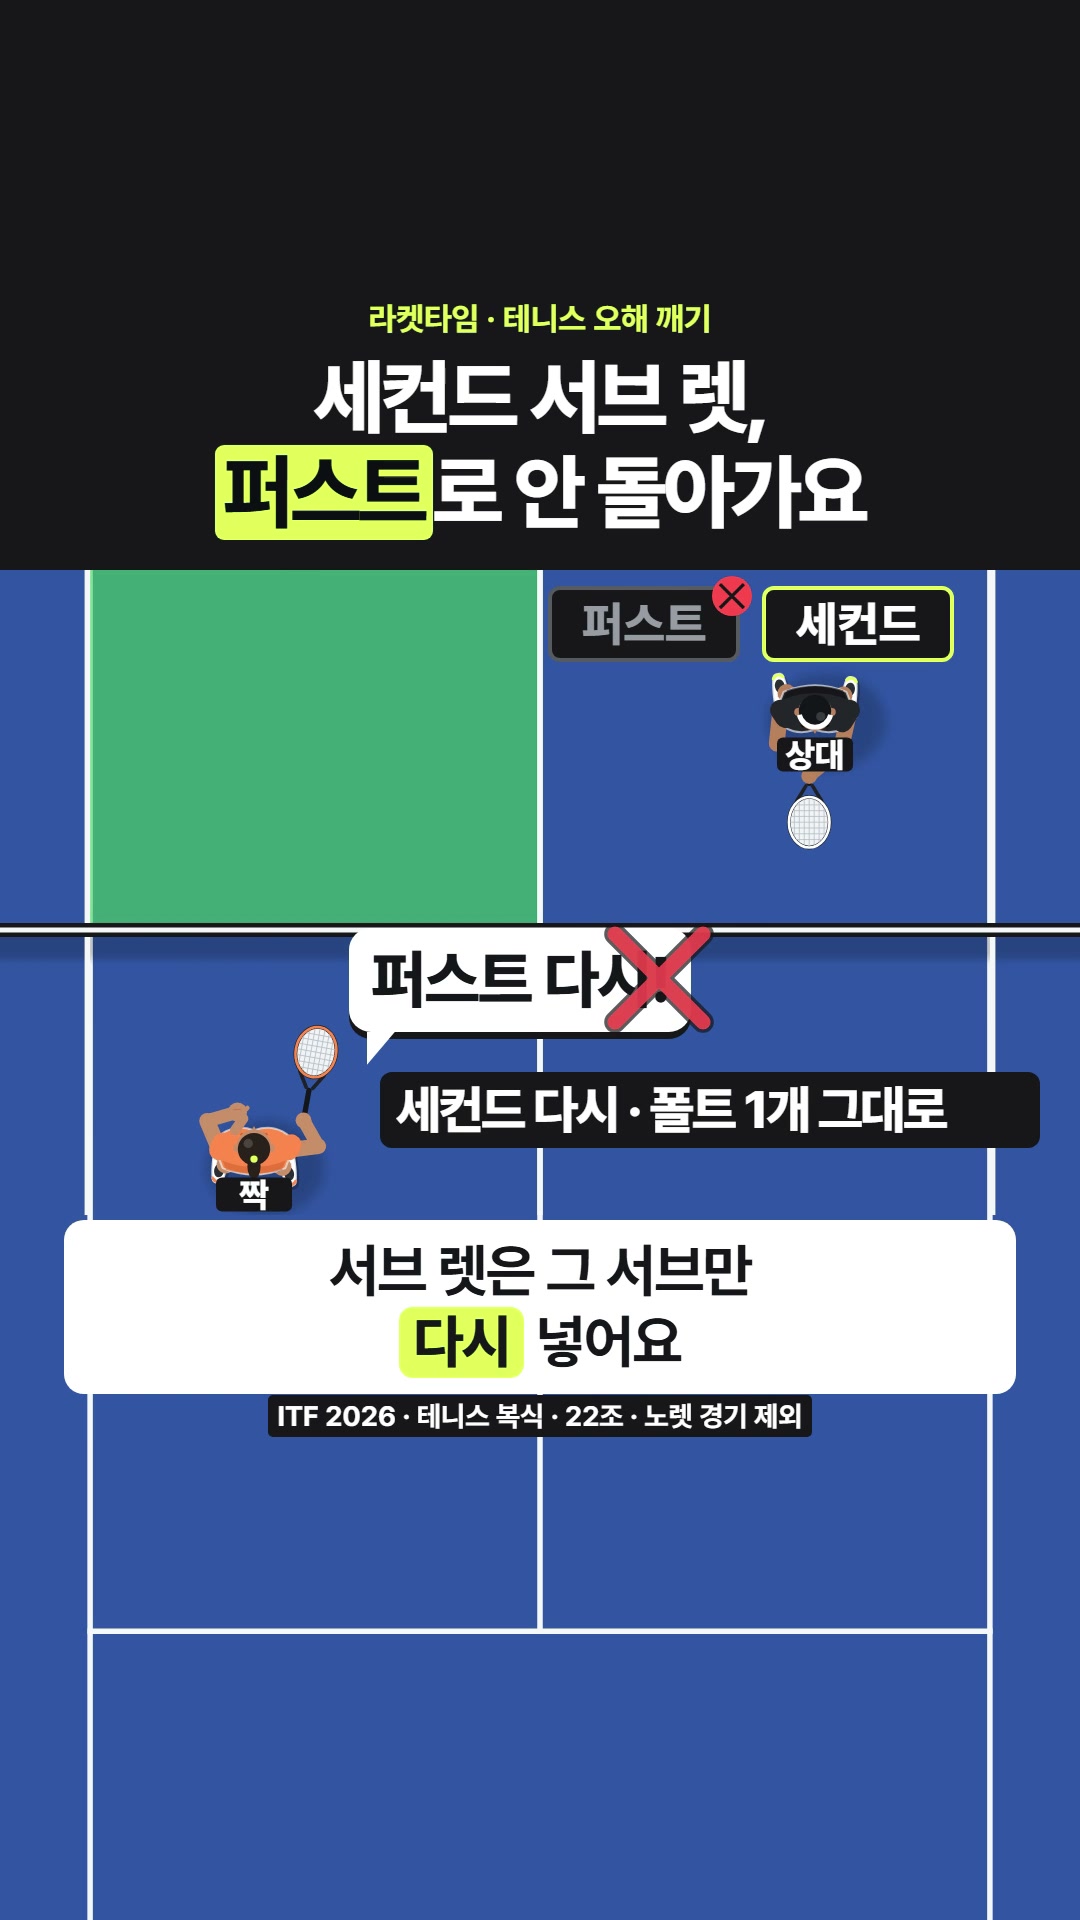 라켓타임 · 테니스 오해 깨기
세컨드 서브 렛,
퍼스트로 안 돌아가요
퍼스트
세컨드
상대
퍼스트 다시!
세컨드 다시 · 폴트 1개 그대로
짝
서브 렛은 그 서브만
다시 넣어요
ITF 2026 · 테니스 복식 · 22조 · 노렛 경기 제외